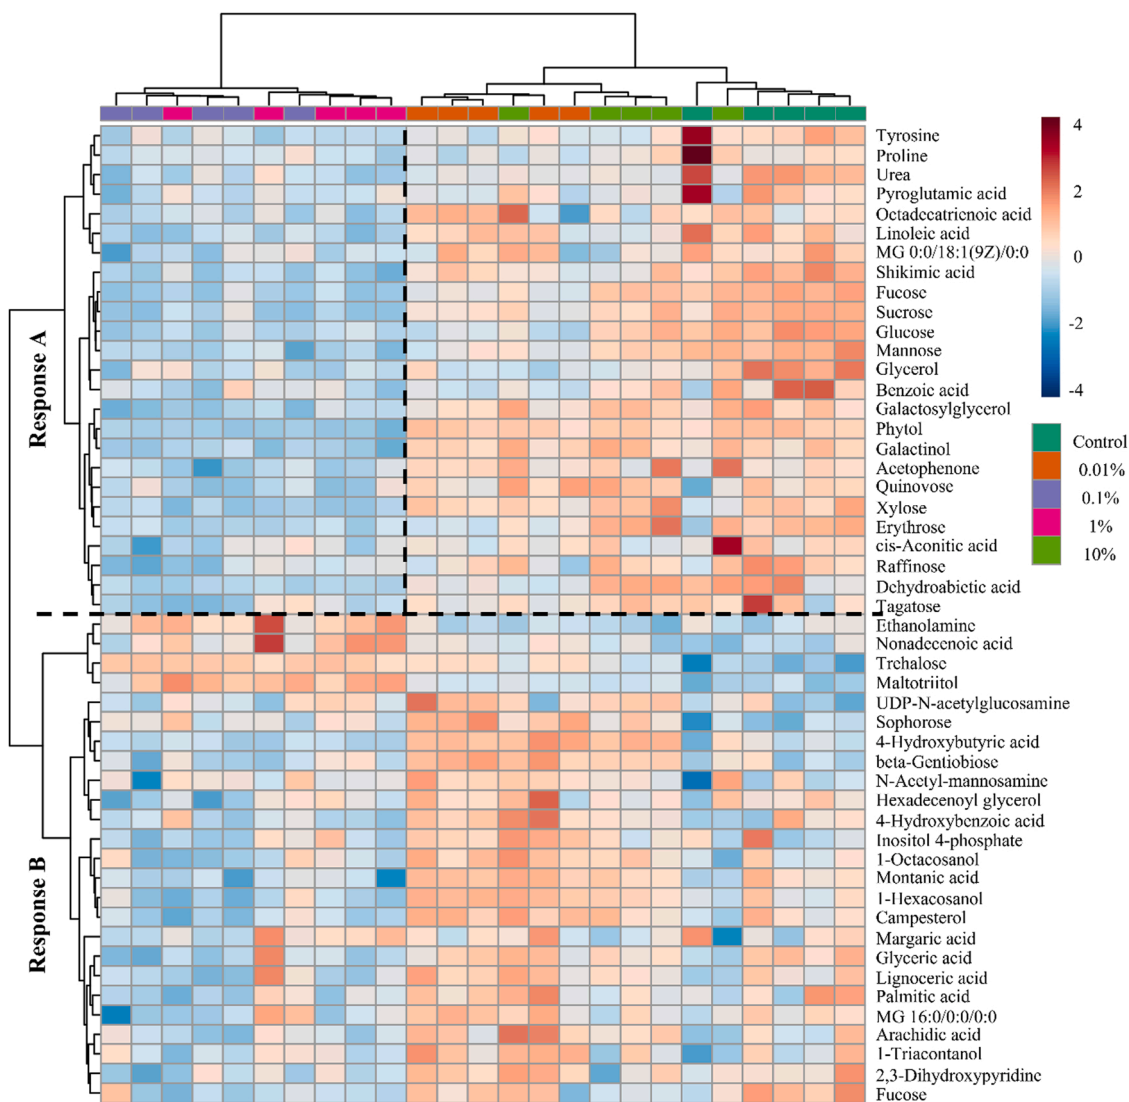 Tyrosine
Proline
Urea
Pyroglutamic acid
Octadecatrienoic acid
Linoleic acid
MG 0:0/18:1(9Z)/0:0
Shikimic acid
Fucose
Sucrose
Glucose
Mannose
Glycerol
Benzoic acid
Galactosylglycerol
Phytol
Galactinol
Acetophenone
Quinovose
Xylose
Erythrose
cis-Aconitic acid
Raffinose
Dehydroabietic acid
Tagatose
Ethanolamine
Nonadecenoic acid
Trehalose
Maltotriitol
UDP-N-acetylglucosamine
Sophorose
4-Hydroxybutyric acid
beta-Gentiobiose
N-Acetyl-mannosamine
Hexadecenoyl glycerol
4-Hydroxybenzoic acid
Inositol 4-phosphate
1-Octacosanol
Montanic acid
1-Hexacosanol
Campesterol
Margaric acid
Glyceric acid
Lignoceric acid
Palmitic acid
MG 16:0/0:0/0:0
Arachidic acid
1-Triacontanol
2,3-Dihydroxypyridine
Fucose
Response A
Response B
4
2
0
-2
-4
Control
0.01%
0.1%
1%
10%